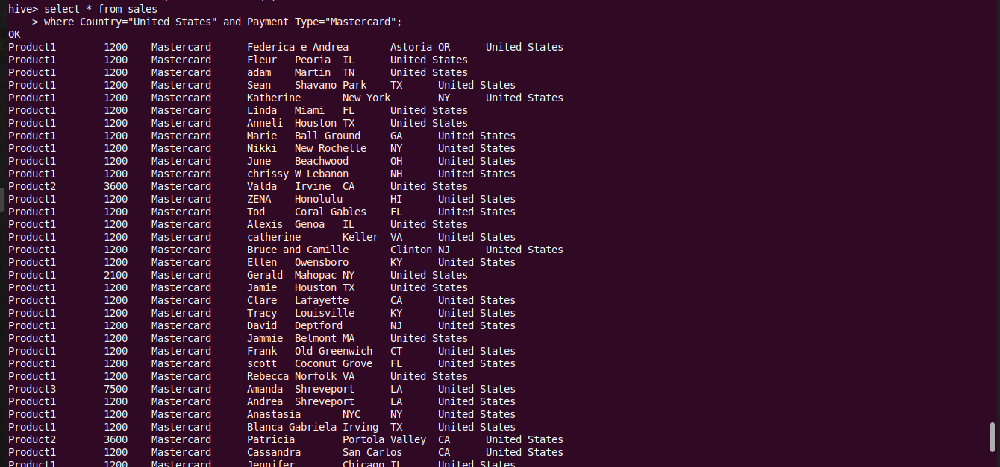 hive> select * from sales
    > where Country="United States" and Payment_Type="Mastercard";
OK
Product1	1200	Mastercard	Federica e Andrea	Astoria	OR	United States
Product1	1200	Mastercard	Fleur	Peoria	IL	United States
Product1	1200	Mastercard	adam	Martin	TN	United States
Product1	1200	Mastercard	Sean	Shavano Park	TX	United States
Product1	1200	Mastercard	Katherine	New York	NY	United States
Product1	1200	Mastercard	Linda	Miami	FL	United States
Product1	1200	Mastercard	Anneli	Houston	TX	United States
Product1	1200	Mastercard	Marie	Ball Ground	GA	United States
Product1	1200	Mastercard	Nikki	New Rochelle	NY	United States
Product1	1200	Mastercard	June	Beachwood	OH	United States
Product1	1200	Mastercard	chrissy	W Lebanon	NH	United States
Product2	3600	Mastercard	Valda	Irvine	CA	United States
Product1	1200	Mastercard	ZENA	Honolulu	HI	United States
Product1	1200	Mastercard	Tod	Coral Gables	FL	United States
Product1	1200	Mastercard	Alexis	Genoa	IL	United States
Product1	1200	Mastercard	catherine	Keller	VA	United States
Product1	1200	Mastercard	Bruce and Camille	Clinton	NJ	United States
Product1	1200	Mastercard	Ellen	Owensboro	KY	United States
Product1	2100	Mastercard	Gerald	Mahopac	NY	United States
Product1	1200	Mastercard	Jamie	Houston	TX	United States
Product1	1200	Mastercard	Clare	Lafayette	CA	United States
Product1	1200	Mastercard	Tracy	Louisville	KY	United States
Product1	1200	Mastercard	David	Deptford	NJ	United States
Product1	1200	Mastercard	Jammie	Belmont	MA	United States
Product1	1200	Mastercard	Frank	Old Greenwich	CT	United States
Product1	1200	Mastercard	scott	Coconut Grove	FL	United States
Product1	1200	Mastercard	Rebecca	Norfolk	VA	United States
Product3	7500	Mastercard	Amanda	Shreveport	LA	United States
Product1	1200	Mastercard	Andrea	Shreveport	LA	United States
Product1	1200	Mastercard	Anastasia	NYC	NY	United States
Product1	1200	Mastercard	Blanca Gabriela	Irving	TX	United States
Product2	3600	Mastercard	Patricia	Portola Valley	CA	United States
Product1	1200	Mastercard	Cassandra	San Carlos	CA	United States
Product1	1200	Mastercard	Jennifer	Chicago	IL	United States